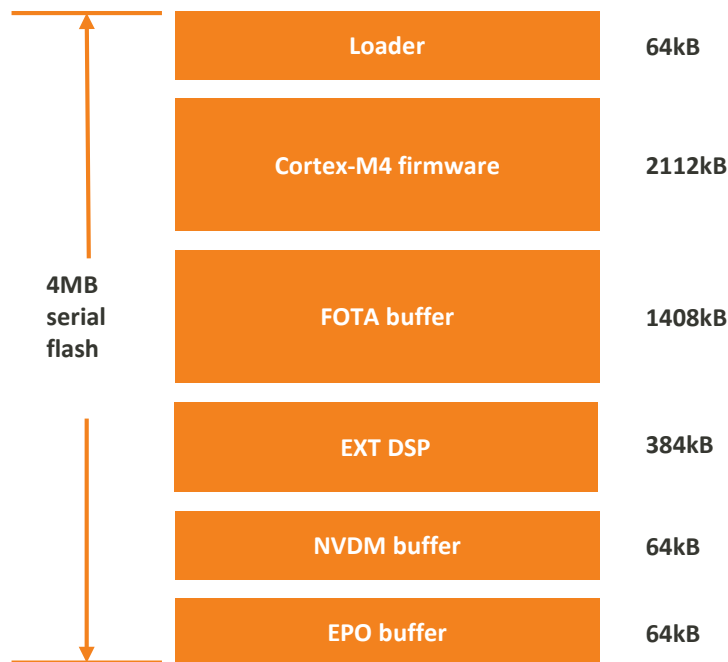 Loader
64kB
Cortex-M4 firmware
2112kB
4MB
serial
flash
FOTA buffer
1408kB
EXT DSP
384kB
NVDM buffer
64kB
EPO buffer
64kB